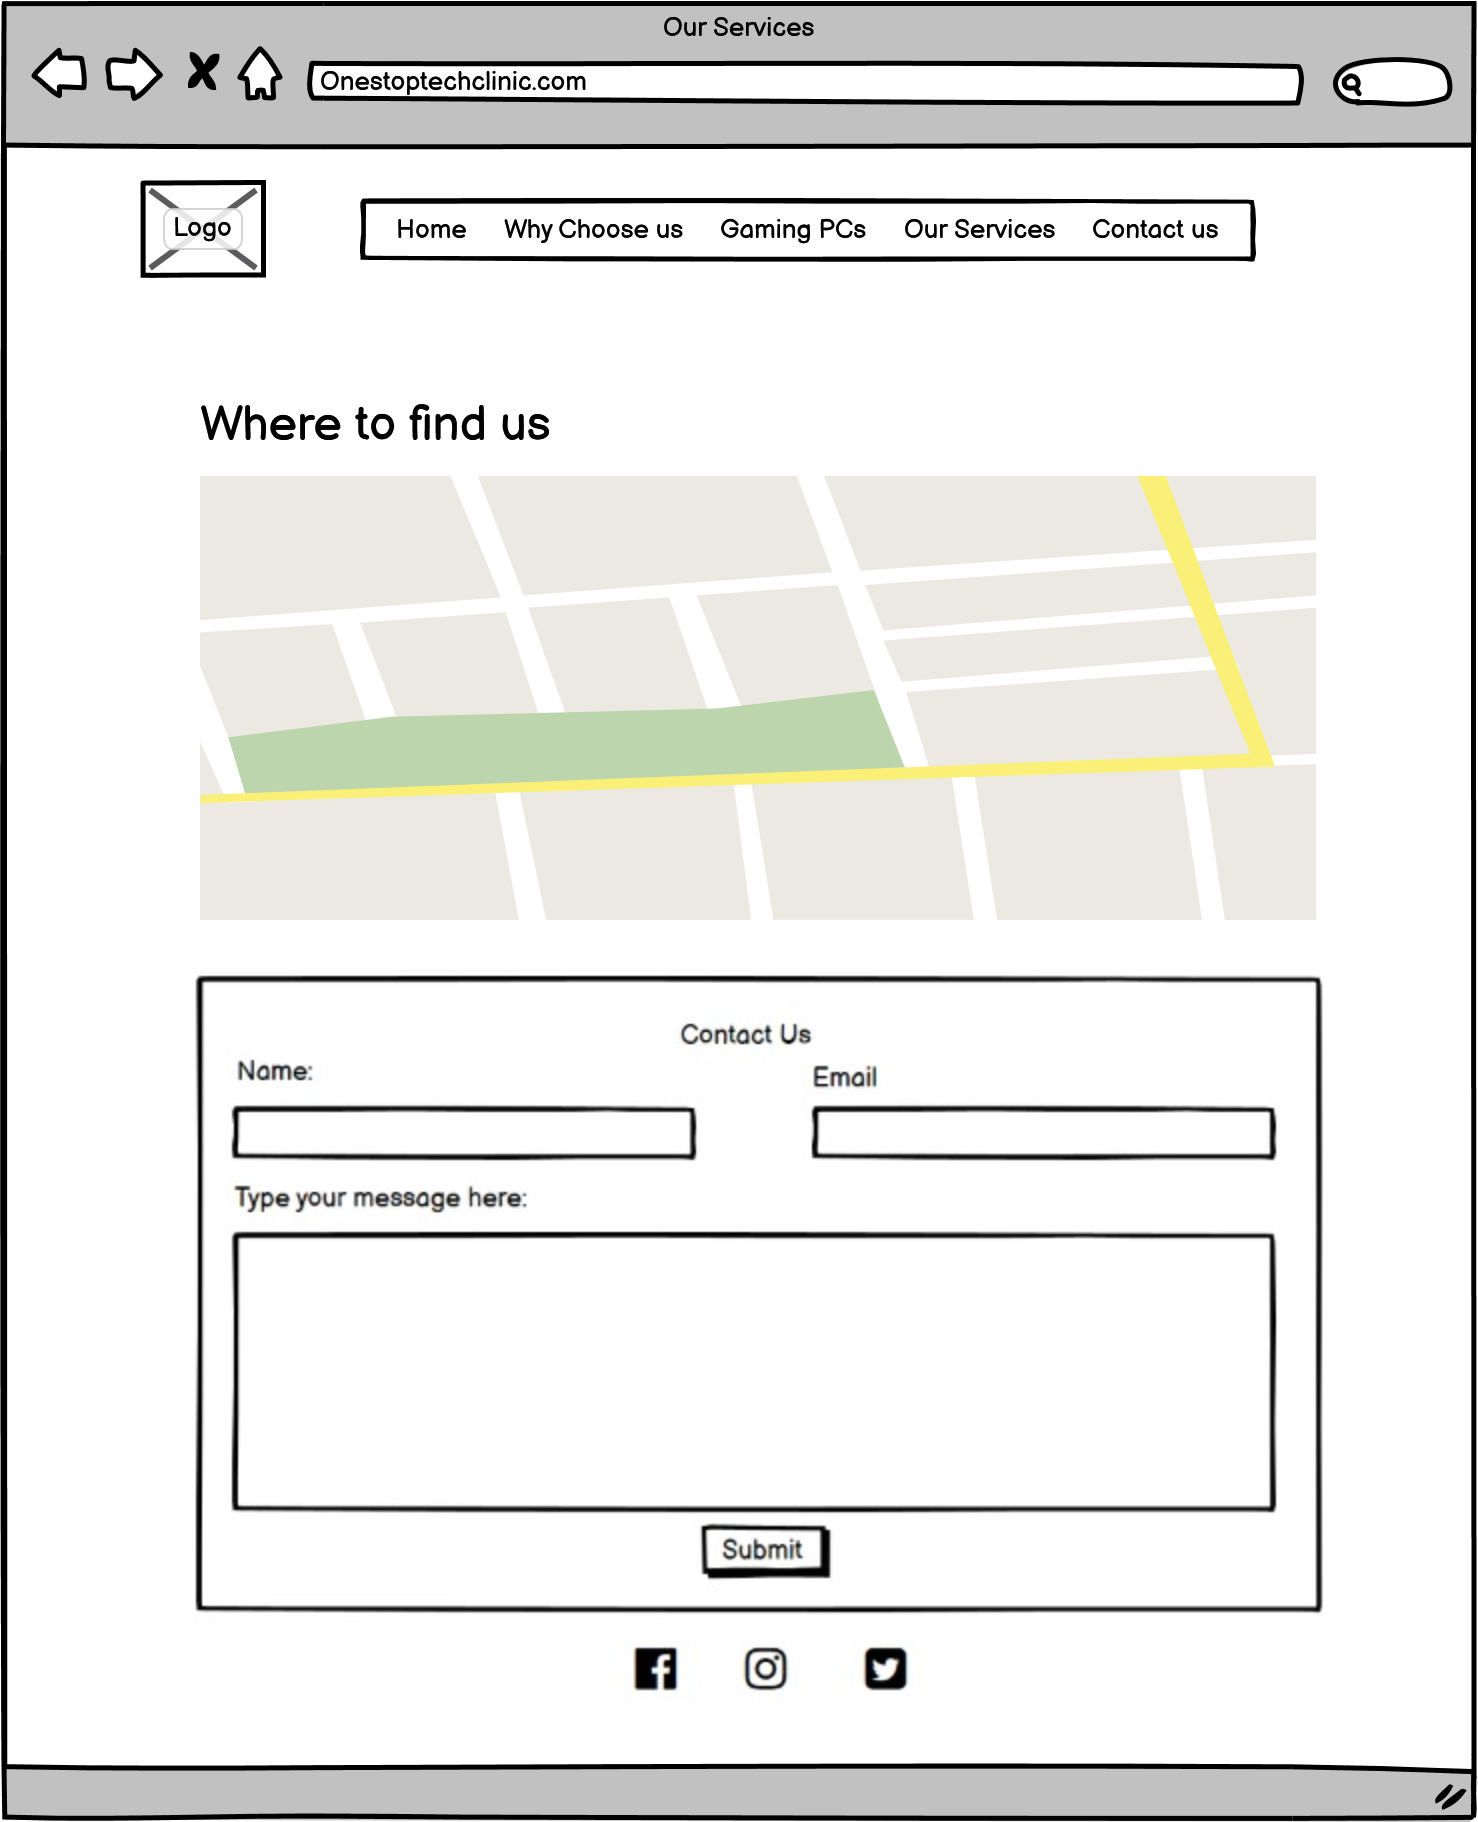 Our Services
Onestoptechclinic.com
Logo
Home Why Choose us Gaming PCs Our Services Contact us
Where to find us
Contact Us
Name:
Email
Type your message here:
Submit